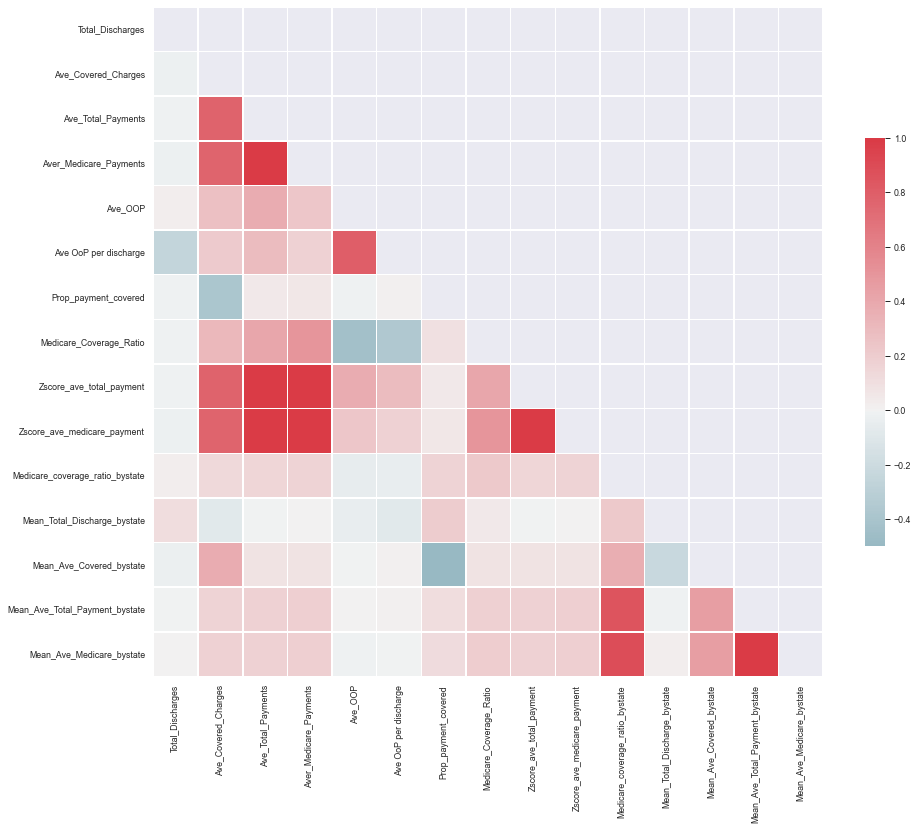 Total_Discharges
Ave_Covered_Charges
Ave_Total_Payments
Aver_Medicare_Payments
Ave_OOP
Ave OoP per discharge
Prop_payment_covered
Medicare_Coverage_Ratio
Zscore_ave_total_payment
Zscore_ave_medicare_payment
Medicare_coverage_ratio_bystate
Mean_Total_Discharge_bystate
Mean_Ave_Covered_bystate
Mean_Ave_Total_Payment_bystate
Mean_Ave_Medicare_bystate
Total_Discharges
Ave_Covered_Charges
Ave_Total_Payments
Aver_Medicare_Payments
Ave_OOP
Ave OoP per discharge
Prop_payment_covered
Medicare_Coverage_Ratio
Zscore_ave_total_payment
Zscore_ave_medicare_payment
Medicare_coverage_ratio_bystate
Mean_Total_Discharge_bystate
Mean_Ave_Covered_bystate
Mean_Ave_Total_Payment_bystate
Mean_Ave_Medicare_bystate
1.0
0.8
0.6
0.4
0.2
0.0
−0.2
−0.4